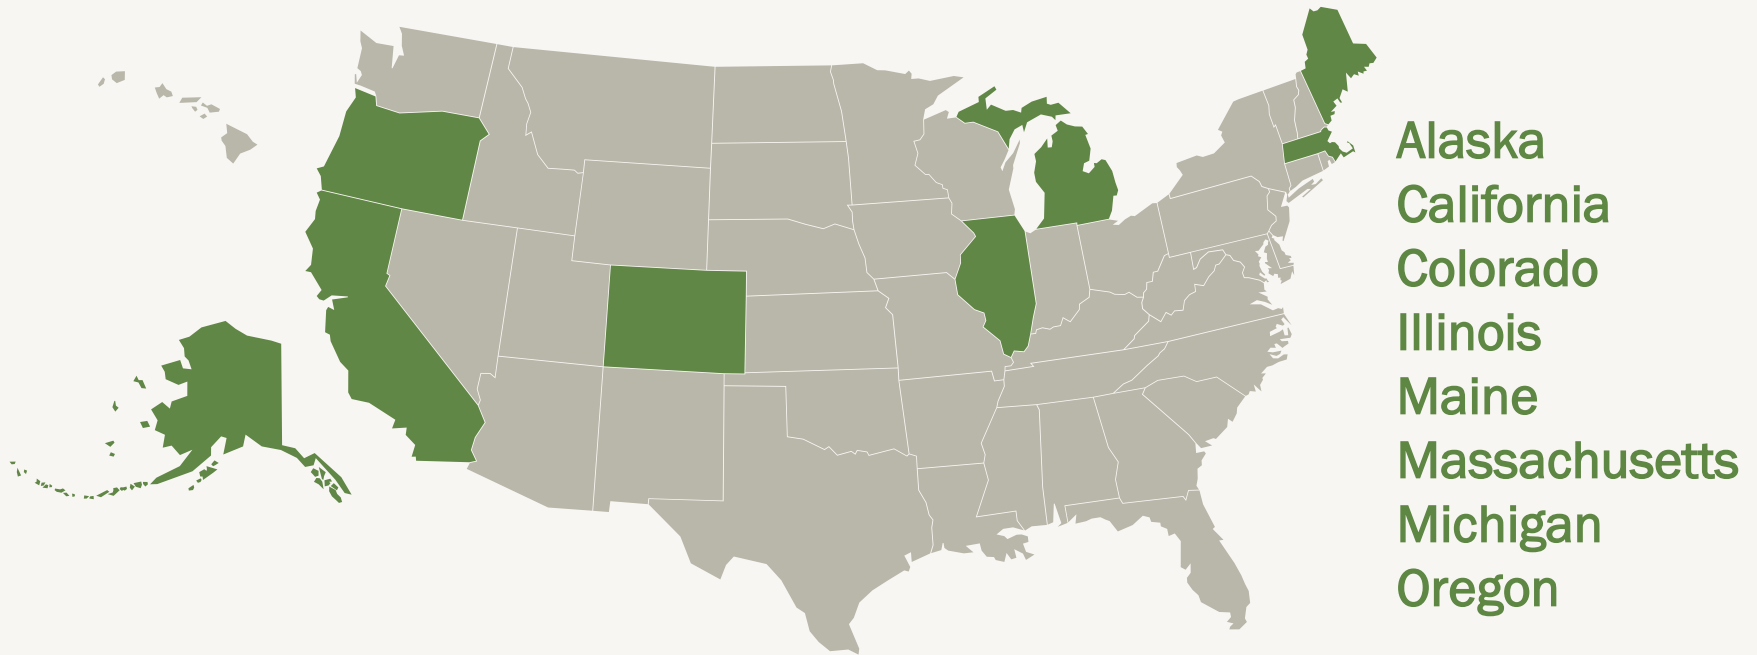 Alaska
California
Colorado
Illinois
Maine
Massachusetts
Michigan
Oregon